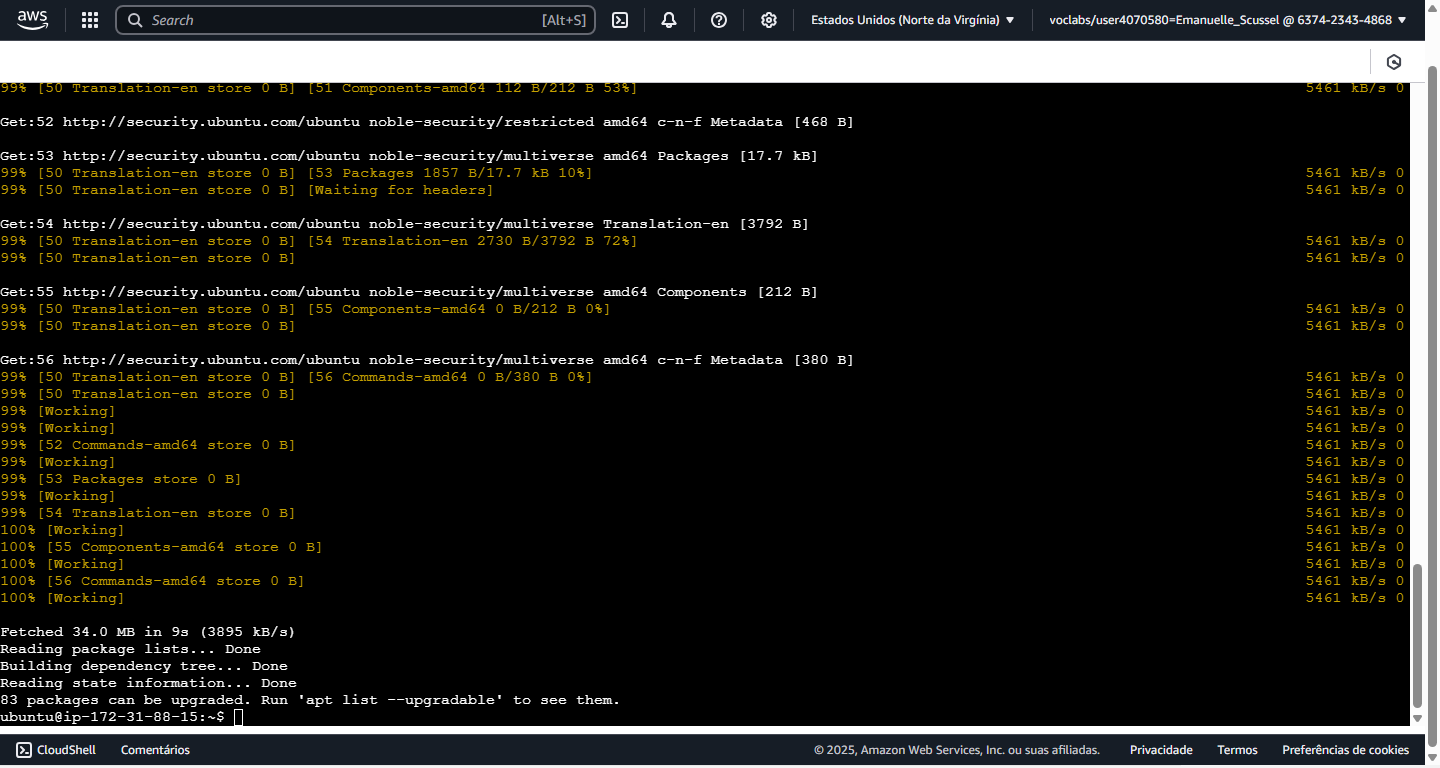 aws Search [Alt+S] Estados Unidos (Norte da Virgínia) voclabs/user4070580=Emanuelle_Scussel @ 6374-2343-4868
99% [50 Translation-en store 0 B] [51 Components-amd64 112 B/212 B 53%] 5461 kB/s 0
Get:52 http://security.ubuntu.com/ubuntu noble-security/restricted amd64 c-n-f Metadata [468 B]
Get:53 http://security.ubuntu.com/ubuntu noble-security/multiverse amd64 Packages [17.7 kB]
99% [50 Translation-en store 0 B] [53 Packages 1857 B/17.7 kB 10%] 5461 kB/s 0
99% [50 Translation-en store 0 B] [Waiting for headers] 5461 kB/s 0
Get:54 http://security.ubuntu.com/ubuntu noble-security/multiverse Translation-en [3792 B]
99% [50 Translation-en store 0 B] [54 Translation-en 2730 B/3792 B 72%] 5461 kB/s 0
99% [50 Translation-en store 0 B] 5461 kB/s 0
Get:55 http://security.ubuntu.com/ubuntu noble-security/multiverse amd64 Components [212 B]
99% [50 Translation-en store 0 B] [55 Components-amd64 0 B/212 B 0%] 5461 kB/s 0
99% [50 Translation-en store 0 B] 5461 kB/s 0
Get:56 http://security.ubuntu.com/ubuntu noble-security/multiverse amd64 c-n-f Metadata [380 B]
99% [50 Translation-en store 0 B] [56 Commands-amd64 0 B/380 B 0%] 5461 kB/s 0
99% [50 Translation-en store 0 B] 5461 kB/s 0
99% [Working] 5461 kB/s 0
99% [Working] 5461 kB/s 0
99% [52 Commands-amd64 store 0 B] 5461 kB/s 0
99% [Working] 5461 kB/s 0
99% [53 Packages store 0 B] 5461 kB/s 0
99% [Working] 5461 kB/s 0
99% [54 Translation-en store 0 B] 5461 kB/s 0
100% [Working] 5461 kB/s 0
100% [55 Components-amd64 store 0 B] 5461 kB/s 0
100% [Working] 5461 kB/s 0
100% [56 Commands-amd64 store 0 B] 5461 kB/s 0
100% [Working] 5461 kB/s 0
Fetched 34.0 MB in 9s (3895 kB/s)
Reading package lists... Done
Building dependency tree... Done
Reading state information... Done
83 packages can be upgraded. Run 'apt list --upgradable' to see them.
ubuntu@ip-172-31-88-15:~$
CloudShell Comentários © 2025, Amazon Web Services, Inc. ou suas afiliadas. Privacidade Termos Preferências de cookies